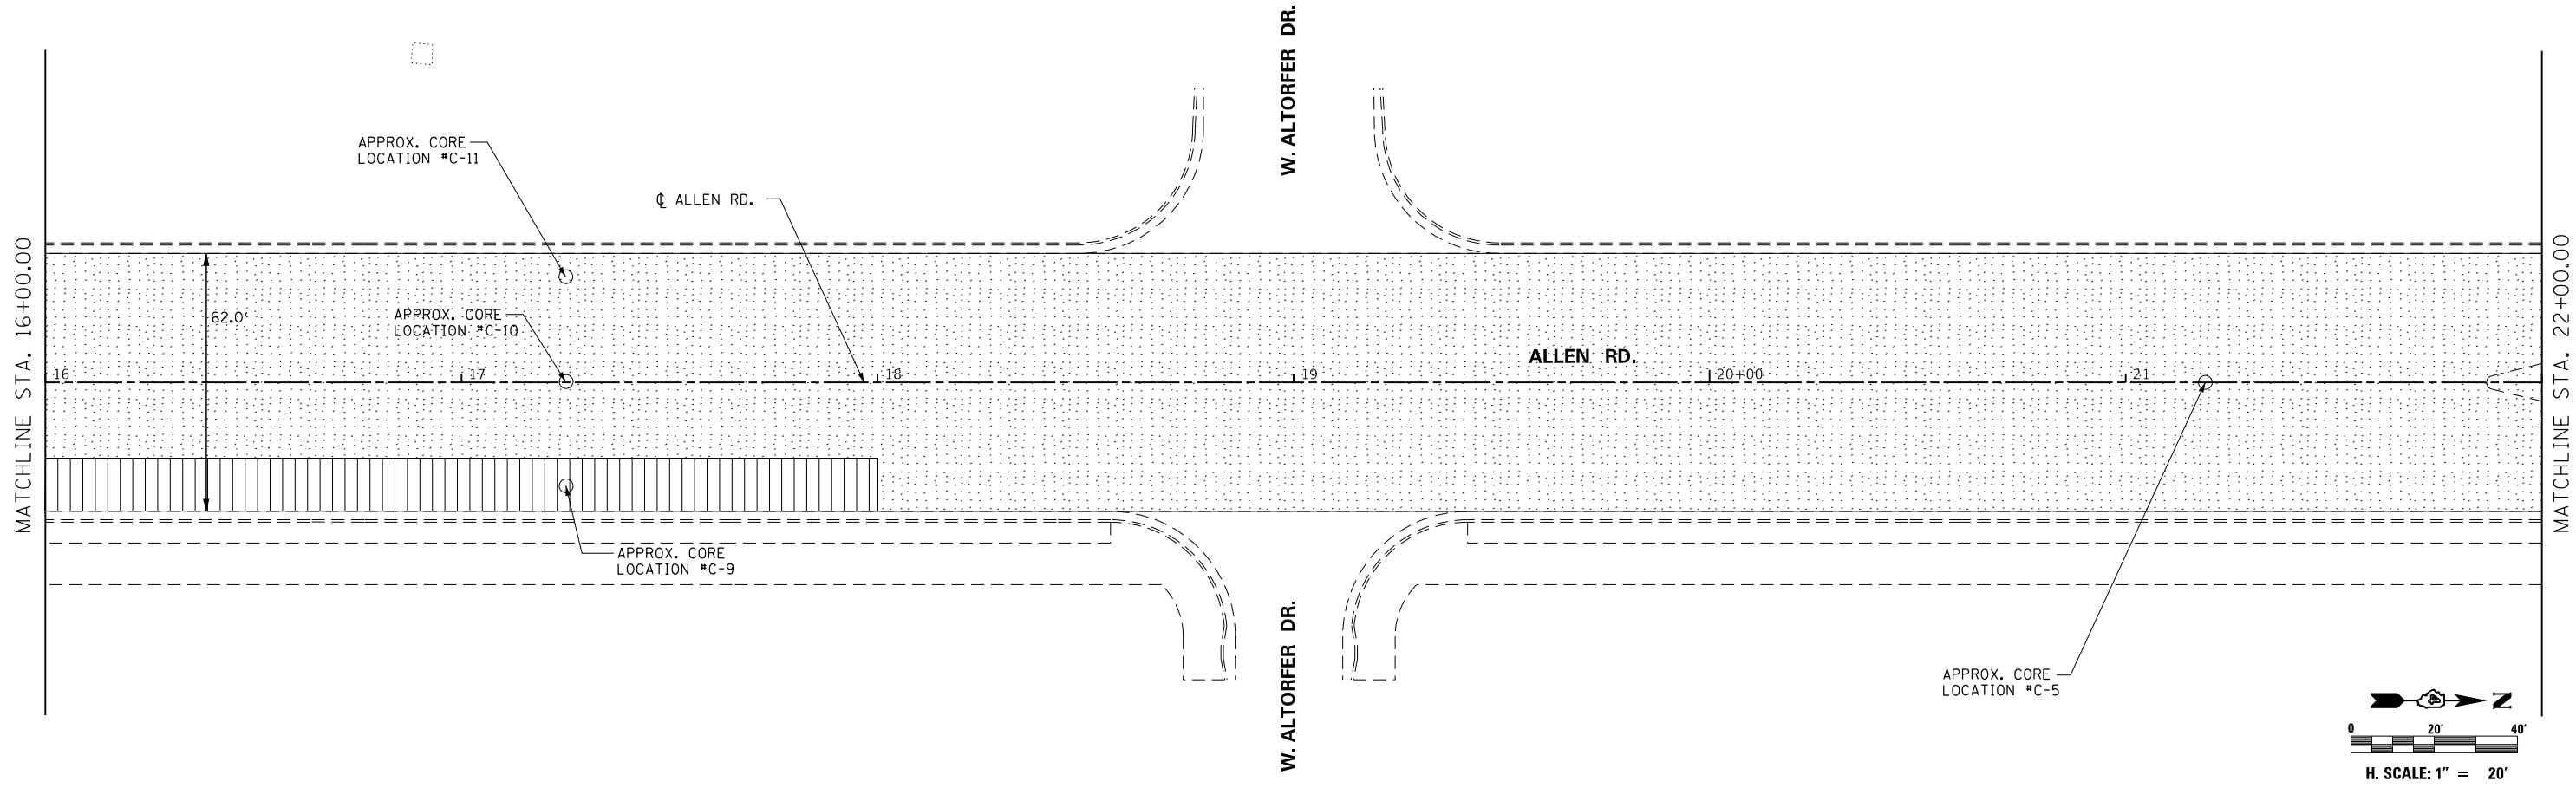 W. ALTORFER DR.
APPROX. CORE
LOCATION #C-11
℄ ALLEN RD.
MATCHLINE STA. 16+00.00
MATCHLINE STA. 22+00.00
62.0'
APPROX. CORE
LOCATION #C-10
ALLEN RD.
16 17 18 19 20+00 21
APPROX. CORE
LOCATION #C-9
W. ALTORFER DR.
APPROX. CORE
LOCATION #C-5
N
0 20' 40'
H. SCALE: 1" = 20'